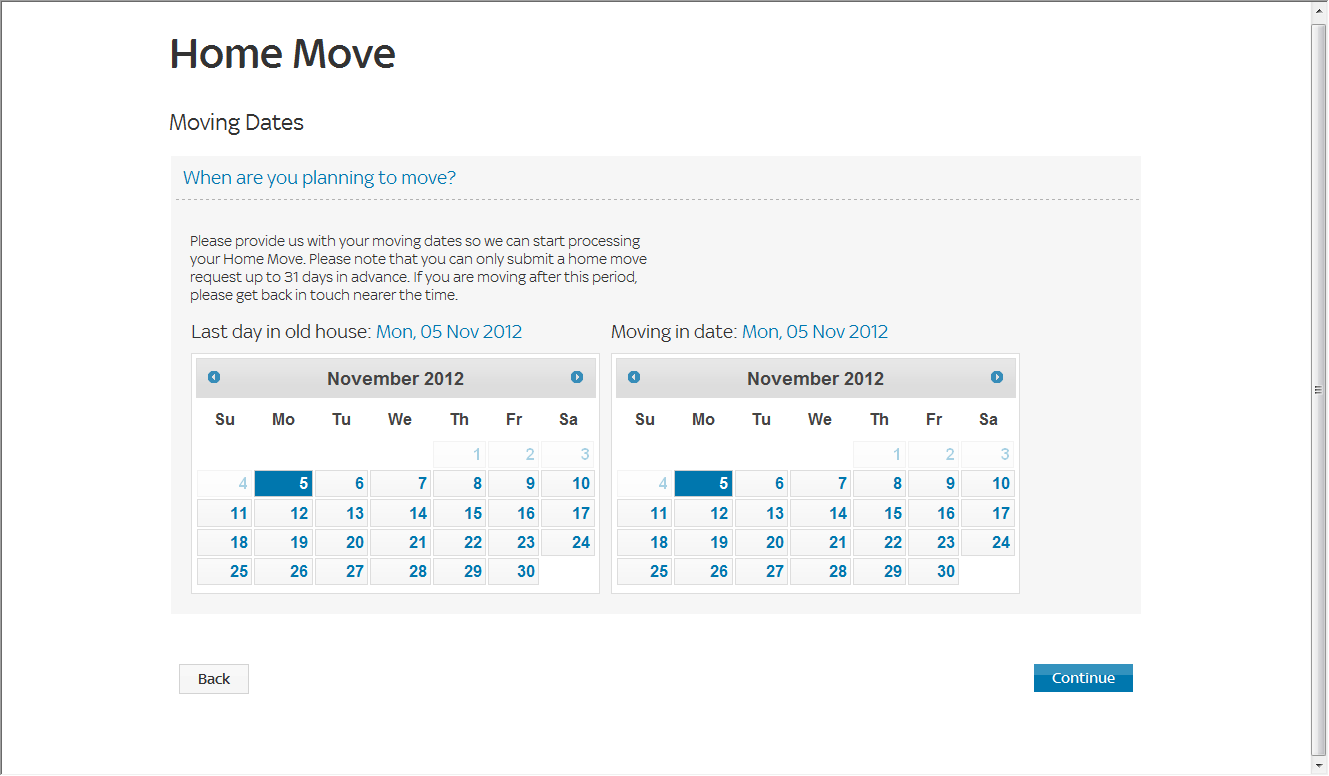 Home Move
Moving Dates
When are you planning to move?
Please provide us with your moving dates so we can start processing
your Home Move. Please note that you can only submit a home move
request up to 31 days in advance. If you are moving after this period,
please get back in touch nearer the time.
Last day in old house: Mon, 05 Nov 2012
November 2012
Su Mo Tu We Th Fr Sa
1 2 3
4 5 6 7 8 9 10
11 12 13 14 15 16 17
18 19 20 21 22 23 24
25 26 27 28 29 30
Moving in date: Mon, 05 Nov 2012
November 2012
Su Mo Tu We Th Fr Sa
1 2 3
4 5 6 7 8 9 10
11 12 13 14 15 16 17
18 19 20 21 22 23 24
25 26 27 28 29 30
Back
Continue